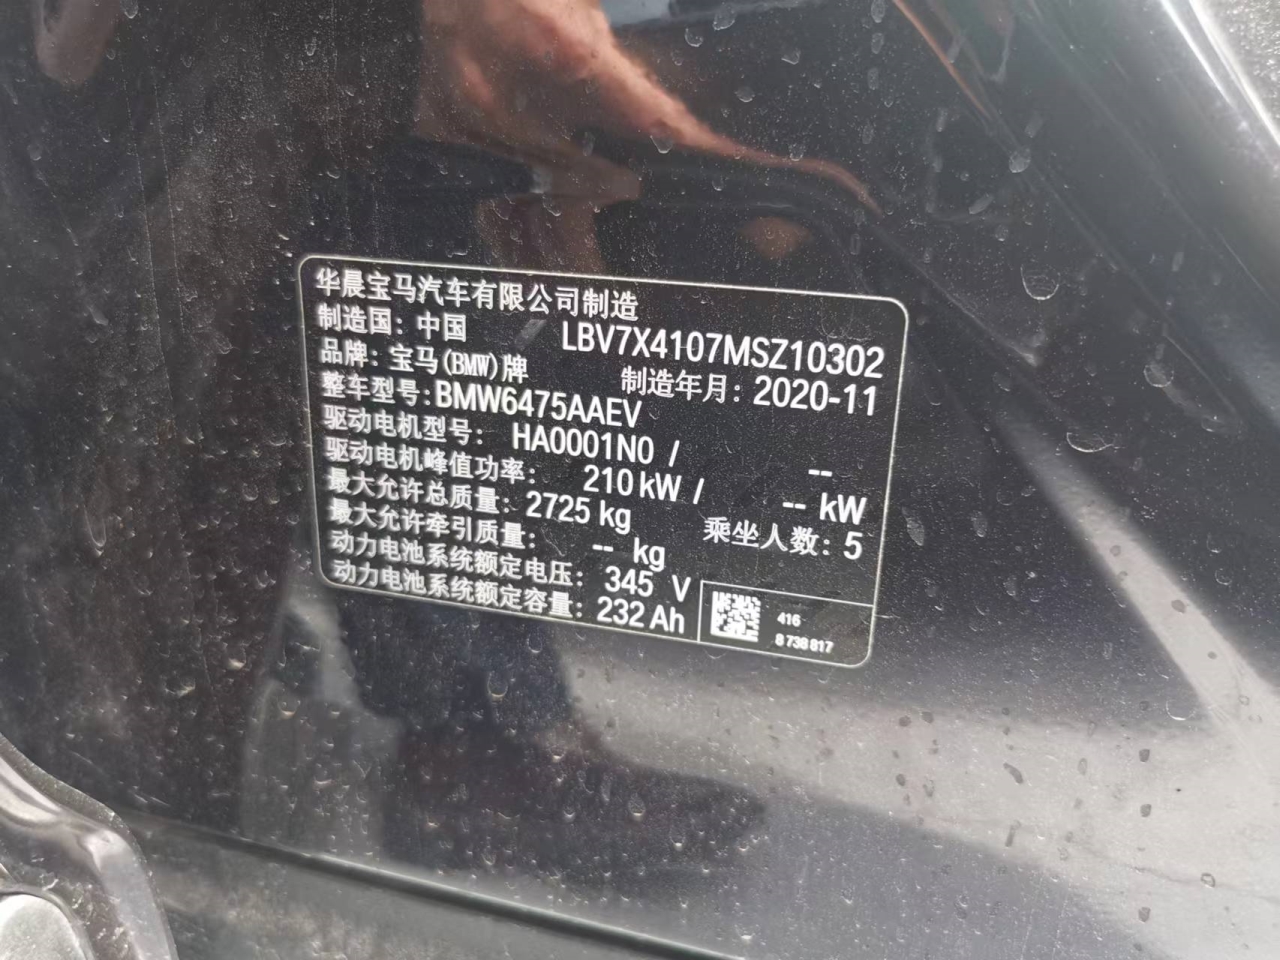 华晨宝马汽车有限公司制造
制造国：中国 LBV7X4107MSZ10302
品牌：宝马(BMW)牌 制造年月：2020-11
整车型号：BMW6475AAEV
驱动电机型号： HA0001N0 / --
驱动电机峰值功率： 210 kW / -- kW
最大允许总质量：2725 kg 乘坐人数：5
最大允许牵引质量： -- kg
动力电池系统额定电压： 345 V
动力电池系统额定容量：232 Ah
416
8 738 817